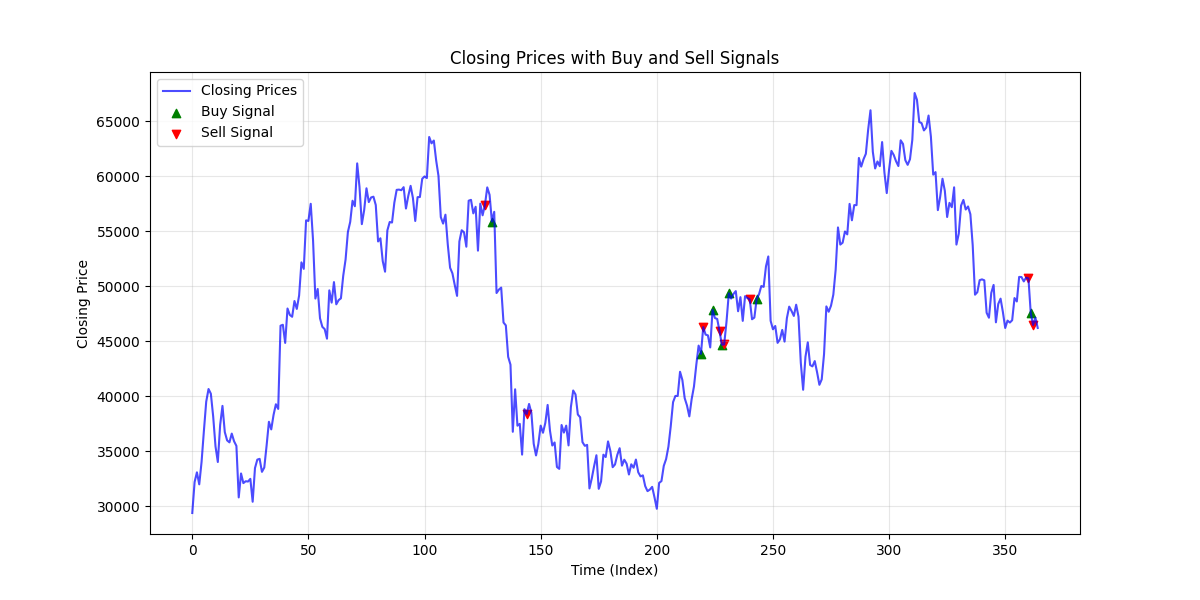 Closing Prices with Buy and Sell Signals
Closing Prices
Buy Signal
Sell Signal
65000
60000
55000
50000
45000
40000
35000
30000
Closing Price
0 50 100 150 200 250 300 350
Time (Index)